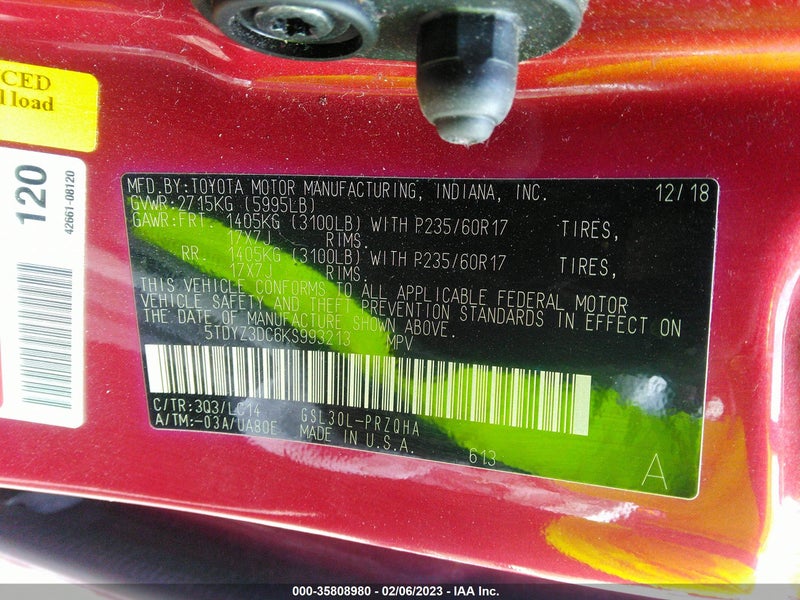 CED
l load
120
42661-08120
MFD.BY:TOYOTA MOTOR MANUFACTURING, INDIANA, INC. 12/18
GVWR:2715KG (5995LB)
GAWR:FRT. 1405KG (3100LB) WITH P235/60R17 TIRES,
17X7J RIMS.
RR. 1405KG (3100LB) WITH P235/60R17 TIRES,
17X7J RIMS.
THIS VEHICLE CONFORMS TO ALL APPLICABLE FEDERAL MOTOR
VEHICLE SAFETY AND THEFT PREVENTION STANDARDS IN EFFECT ON
THE DATE OF MANUFACTURE SHOWN ABOVE.
5TDYZ3DC6KS993213 MPV
C/TR:3Q3/LC14 GSL30L-PRZQHA
A/TM:-03A/UA80E MADE IN U.S.A.
613
A
000-35808980 - 02/06/2023 - IAA Inc.